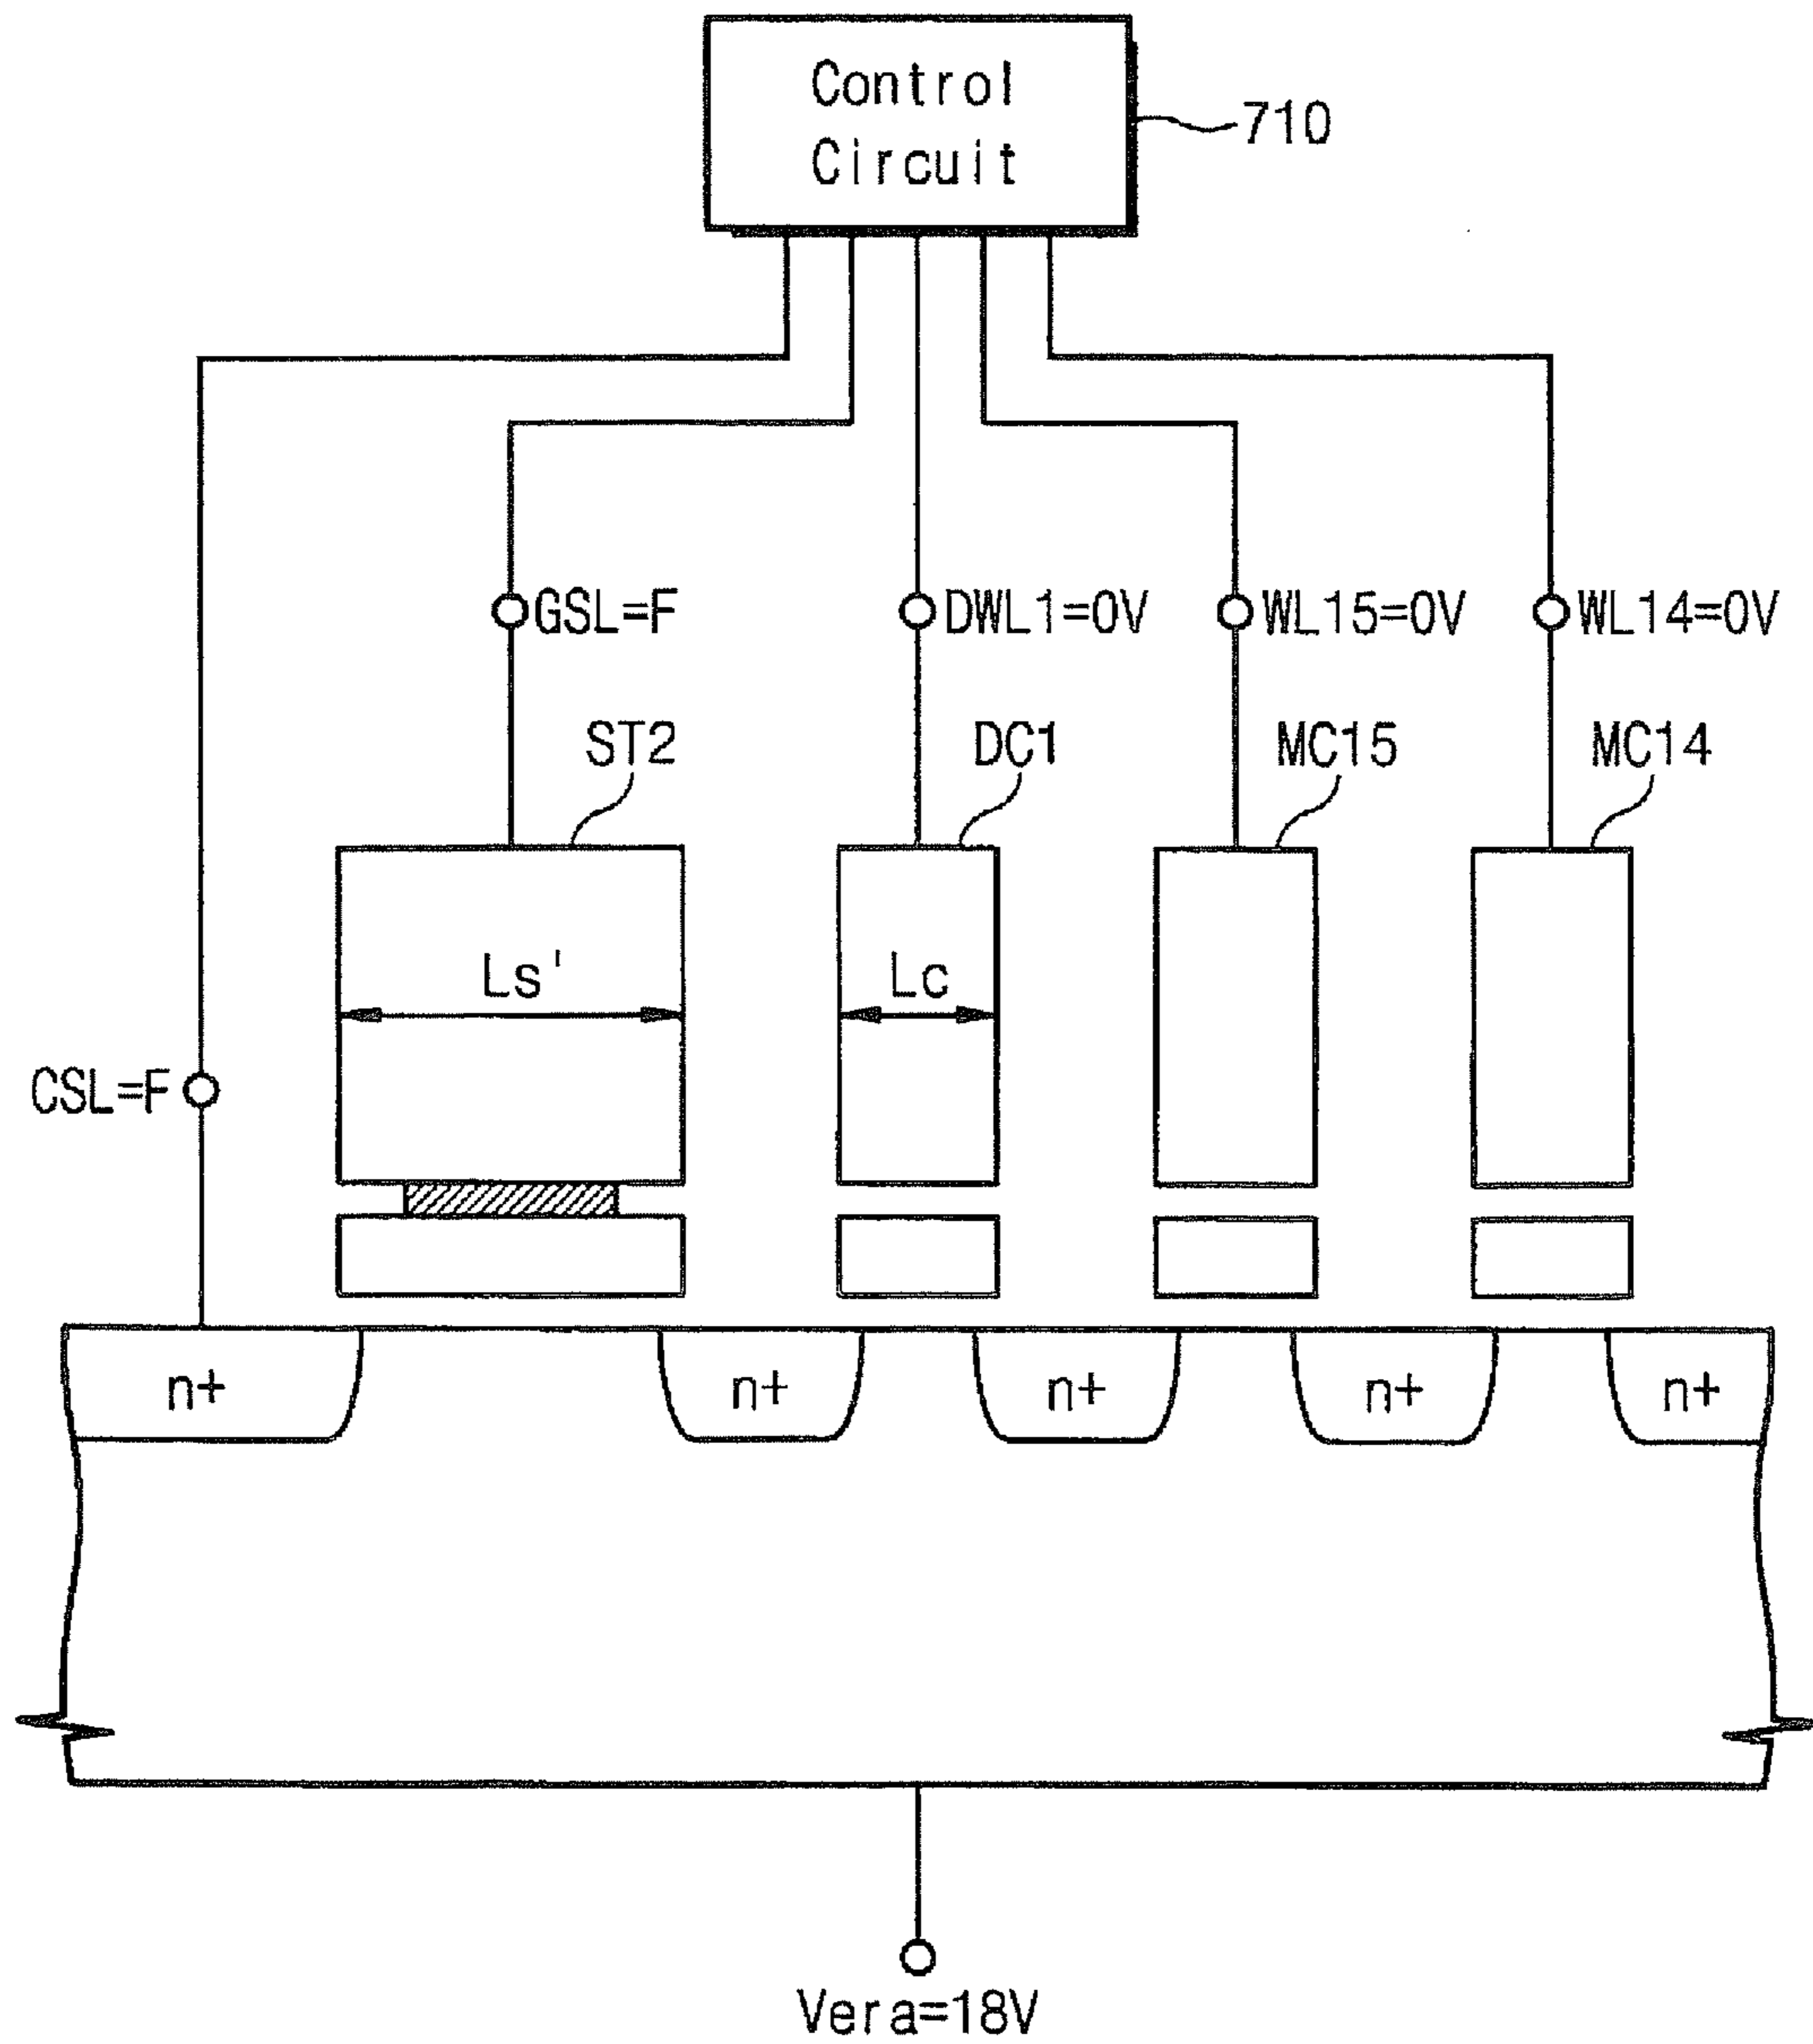 Control
Circuit
710
GSL=F
DWL1=0V
WL15=0V
WL14=0V
ST2
DC1
MC15
MC14
Ls'
Lc
CSL=F
n+
n+
n+
n+
n+
Vera=18V